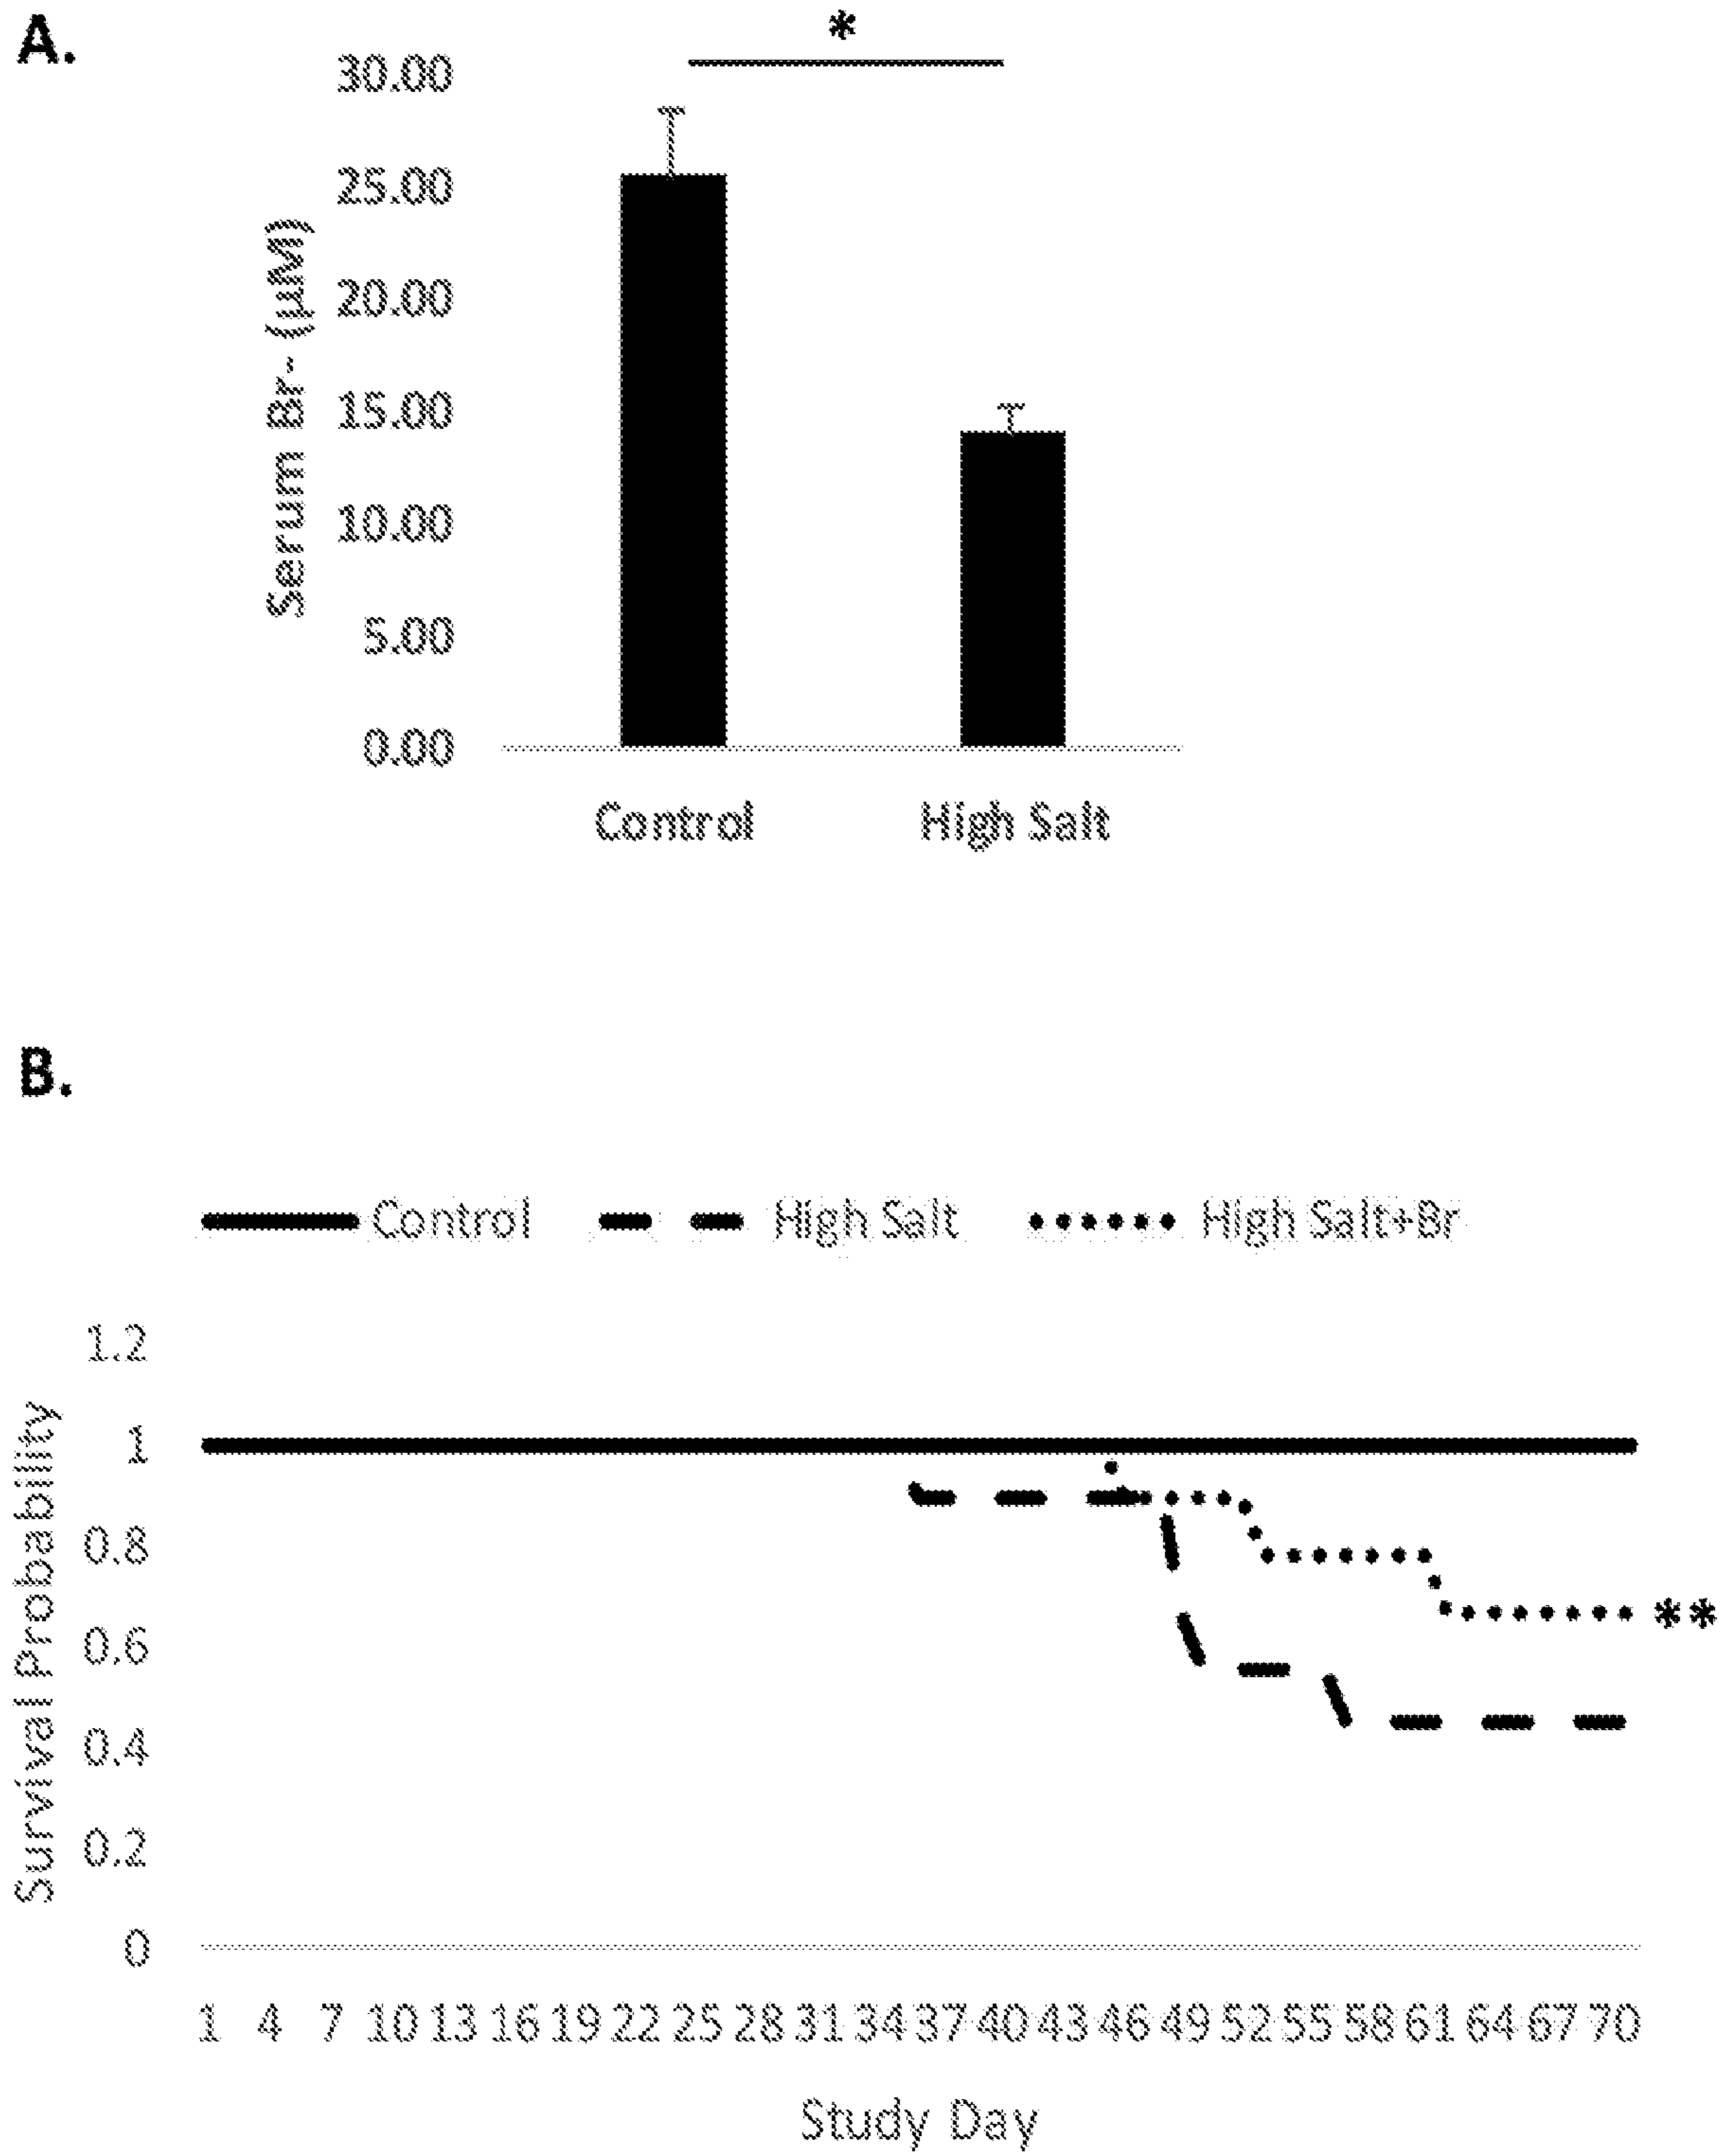 A.
*
30.00
25.00
20.00
15.00
10.00
5.00
0.00
Serum Br- (µM)
Control High Salt
B.
Control High Salt High Salt+Br
1.2
1
0.8
0.6
0.4
0.2
0
Survival Probability
**
1 4 7 10 13 16 19 22 25 28 31 34 37 40 43 46 49 52 55 58 61 64 67 70
Study Day